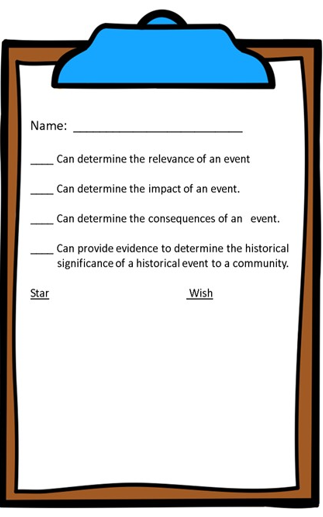 Name: ___________________________
____ Can determine the relevance of an event
____ Can determine the impact of an event.
____ Can determine the consequences of an event.
____ Can provide evidence to determine the historical
significance of a historical event to a community.
Star Wish